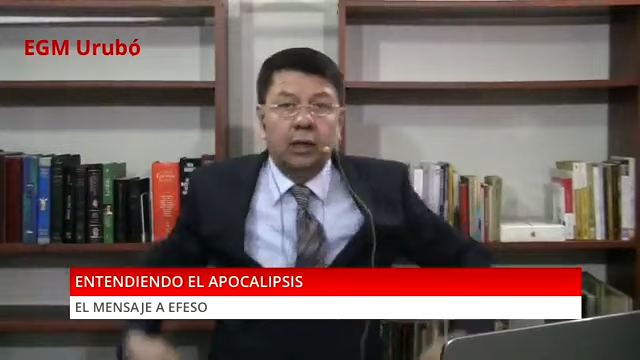 EGM Urubó
ENTENDIENDO EL APOCALIPSIS
EL MENSAJE A EFESO